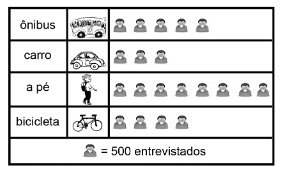 ônibus
carro
a pé
bicicleta
= 500 entrevistados